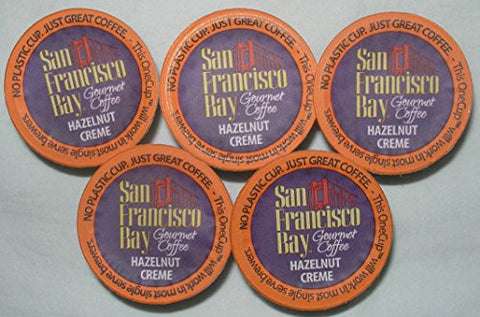 NO PLASTIC CUP. JUST GREAT COFFEE. - This OneCup™ will work in most single serve brewers
San
Francisco
Bay Gourmet
Coffee
HAZELNUT
CREME
NO PLASTIC CUP. JUST GREAT COFFEE. - This OneCup™ will work in most single serve brewers
San
Francisco
Bay Gourmet
Coffee
HAZELNUT
CREME
NO PLASTIC CUP. JUST GREAT COFFEE. - This OneCup™ will work in most single serve brewers
San
Francisco
Bay Gourmet
Coffee
HAZELNUT
CREME
NO PLASTIC CUP. JUST GREAT COFFEE. - This OneCup™ will work in most single serve brewers
San
Francisco
Bay Gourmet
Coffee
HAZELNUT
CREME
NO PLASTIC CUP. JUST GREAT COFFEE. - This OneCup™ will work in most single serve brewers
San
Francisco
Bay Gourmet
Coffee
HAZELNUT
CREME